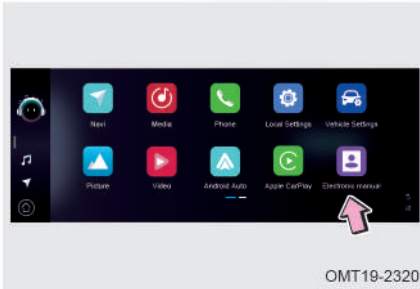 Navi Media Phone Local Settings Vehicle Settings
Picture Video Android Auto Apple CarPlay Electronic manual
OMT19-2320